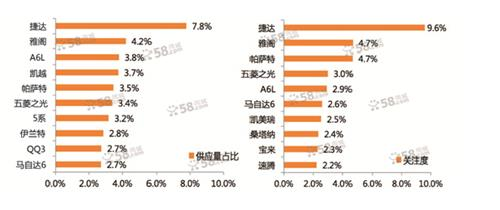 捷达 7.8%
雅阁 4.2%
A6L 3.8%
凯越 3.7%
帕萨特 3.5%
五菱之光 3.4%
5系 3.2%
伊兰特 2.8%
QQ3 2.7%
马自达6 2.7%
供应量占比
0.0% 2.0% 4.0% 6.0% 8.0% 10.0%
捷达 9.6%
雅阁 4.7%
帕萨特 4.7%
五菱之光 3.0%
A6L 2.9%
马自达6 2.6%
凯美瑞 2.5%
桑塔纳 2.4%
宝来 2.3%
速腾 2.2%
关注度
0.0% 2.0% 4.0% 6.0% 8.0% 10.0%
58同城
58.com